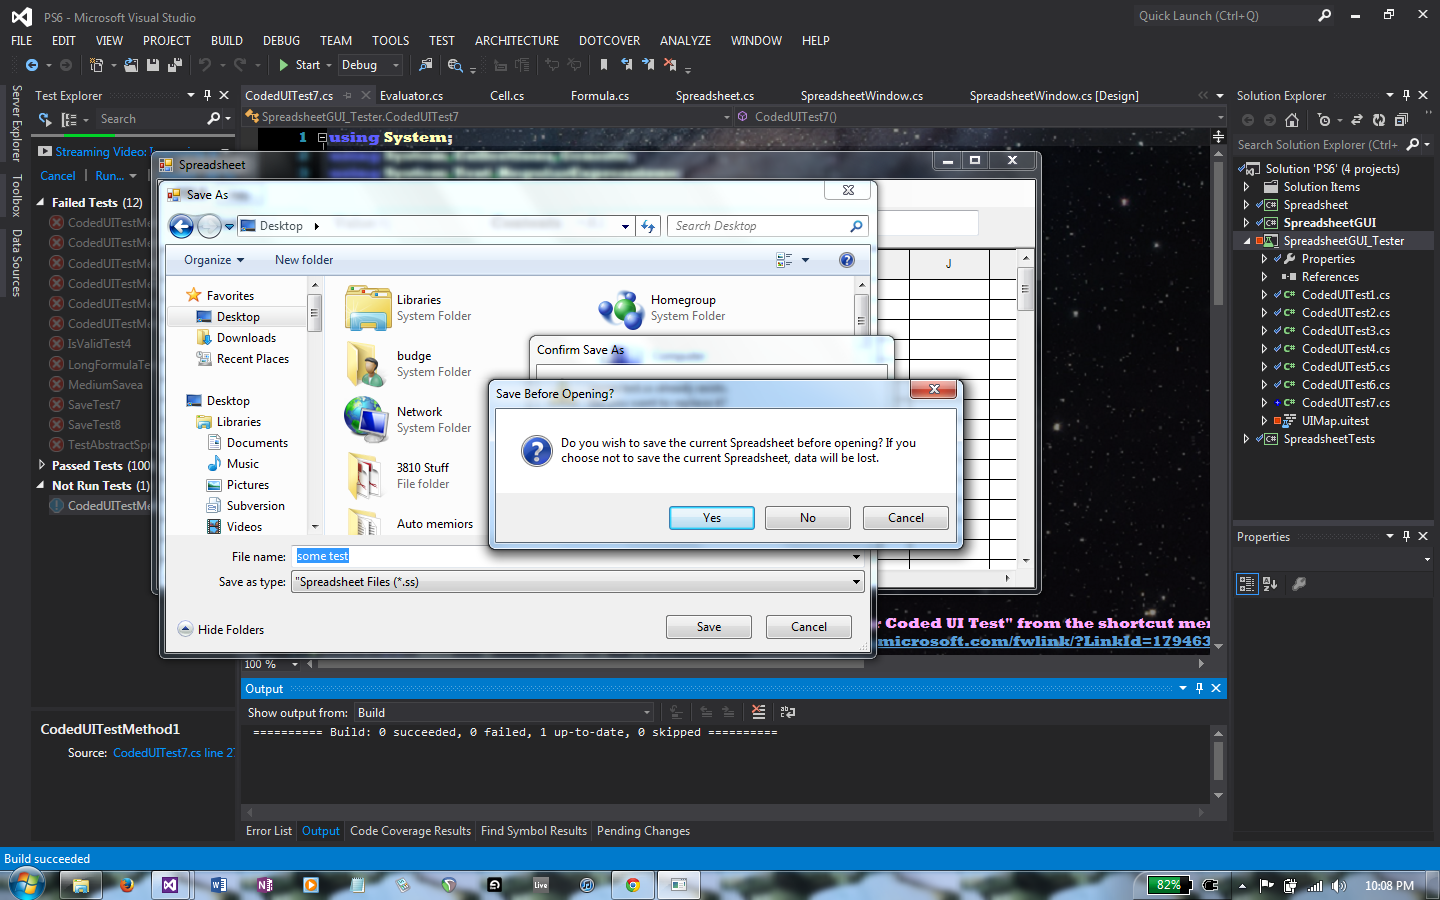 PS6 - Microsoft Visual Studio
Quick Launch (Ctrl+Q)
FILE EDIT VIEW PROJECT BUILD DEBUG TEAM TOOLS TEST ARCHITECTURE DOTCOVER ANALYZE WINDOW HELP
Start Debug
Server Explorer
Toolbox
Data Sources
Test Explorer
Search
Streaming Video:
Cancel | Run...
Failed Tests (12)
CodedUITestMe
CodedUITestMe
CodedUITestMe
CodedUITestMe
CodedUITestMe
CodedUITestMe
IsValidTest4
LongFormulaTe
MediumSavea
SaveTest7
SaveTest8
TestAbstractSpr
Passed Tests (100
Not Run Tests (1)
CodedUITestMe
CodedUITestMethod1
Source: CodedUITest7.cs line 2
CodedUITest7.cs Evaluator.cs Cell.cs Formula.cs Spreadsheet.cs SpreadsheetWindow.cs SpreadsheetWindow.cs [Design]
SpreadsheetGUI_Tester.CodedUITest7 CodedUITest7()
1 using System;
Spreadsheet
J
Save As
Desktop
Search Desktop
Organize New folder
Favorites
Desktop
Downloads
Recent Places
Desktop
Libraries
Documents
Music
Pictures
Subversion
Videos
Libraries
System Folder
Homegroup
System Folder
budge
System Folder
Network
System Folder
3810 Stuff
File folder
Auto memiors
File name: some test
Save as type: "Spreadsheet Files (*.ss)
Hide Folders
Save Cancel
Confirm Save As
Save Before Opening?
Do you wish to save the current Spreadsheet before opening? If you
choose not to save the current Spreadsheet, data will be lost.
Yes No Cancel
r Coded UI Test" from the shortcut mer
microsoft.com/fwlink/?LinkId=179463
100 %
Output
Show output from: Build
========== Build: 0 succeeded, 0 failed, 1 up-to-date, 0 skipped ==========
Error List Output Code Coverage Results Find Symbol Results Pending Changes
Solution Explorer
Search Solution Explorer (Ctrl+
Solution 'PS6' (4 projects)
Solution Items
Spreadsheet
SpreadsheetGUI
SpreadsheetGUI_Tester
Properties
References
CodedUITest1.cs
CodedUITest2.cs
CodedUITest3.cs
CodedUITest4.cs
CodedUITest5.cs
CodedUITest6.cs
CodedUITest7.cs
UIMap.uitest
SpreadsheetTests
Properties
Build succeeded
Live
82%
10:08 PM